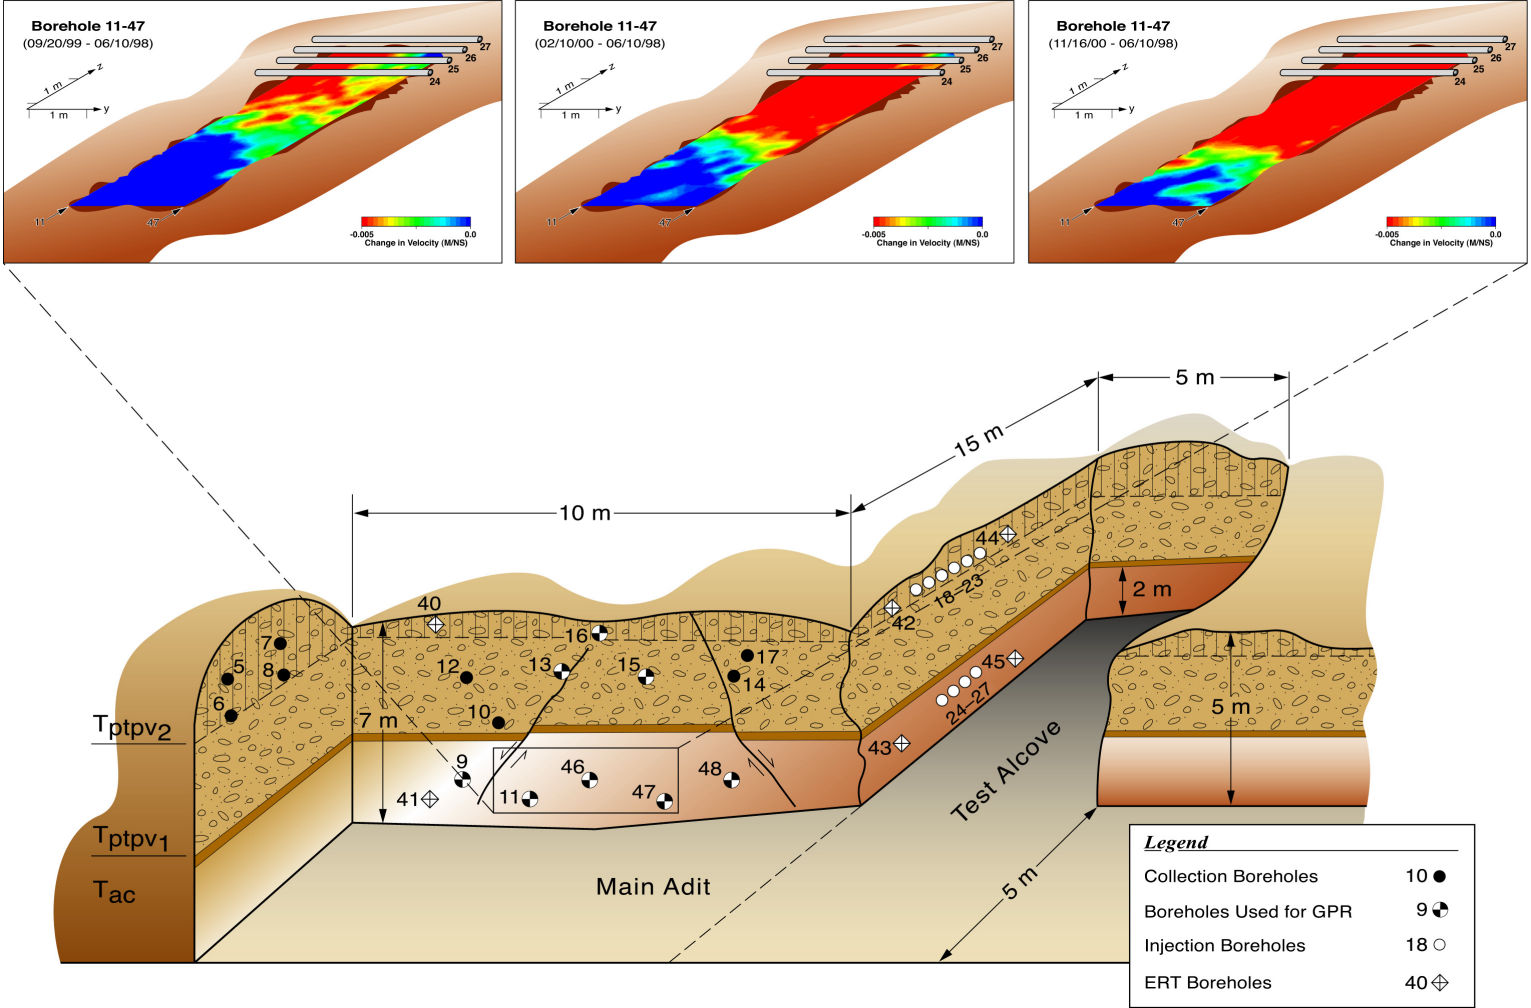 Borehole 11-47
(09/20/99 - 06/10/98)
27
26
25
24
z
1 m
y
1 m
11
47
-0.005
0.0
Change in Velocity (M/NS)
Borehole 11-47
(02/10/00 - 06/10/98)
27
26
25
24
z
1 m
y
1 m
11
47
-0.005
0.0
Change in Velocity (M/NS)
Borehole 11-47
(11/16/00 - 06/10/98)
27
26
25
24
z
1 m
y
1 m
11
47
-0.005
0.0
Change in Velocity (M/NS)
5 m
15 m
10 m
44
18–23
42
2 m
40
16
7
5
8
6
12
13
15
17
14
10
7 m
45
24–27
43
5 m
Tptpv2
9
46
48
41
11
47
Test Alcove
Tptpv1
Tac
Main Adit
5 m
Legend
Collection Boreholes 10
Boreholes Used for GPR 9
Injection Boreholes 18
ERT Boreholes 40